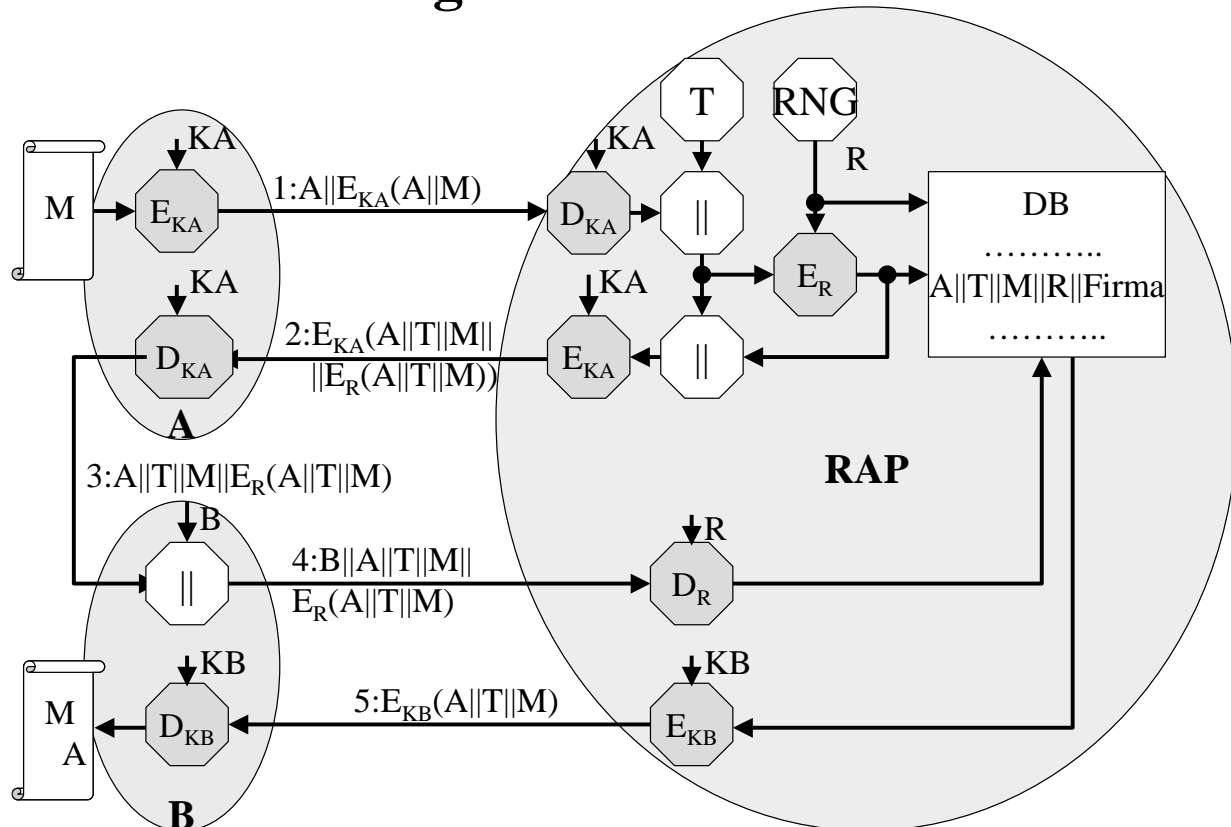 g
T
RNG
KA
KA
R
M
E_KA
1:A||E_KA(A||M)
D_KA
||
DB
...........
A||T||M||R||Firma
...........
E_R
KA
KA
D_KA
2:E_KA(A||T||M||
||E_R(A||T||M))
E_KA
||
A
RAP
3:A||T||M||E_R(A||T||M)
B
R
||
4:B||A||T||M||
E_R(A||T||M)
D_R
KB
KB
M
A
D_KB
5:E_KB(A||T||M)
E_KB
B